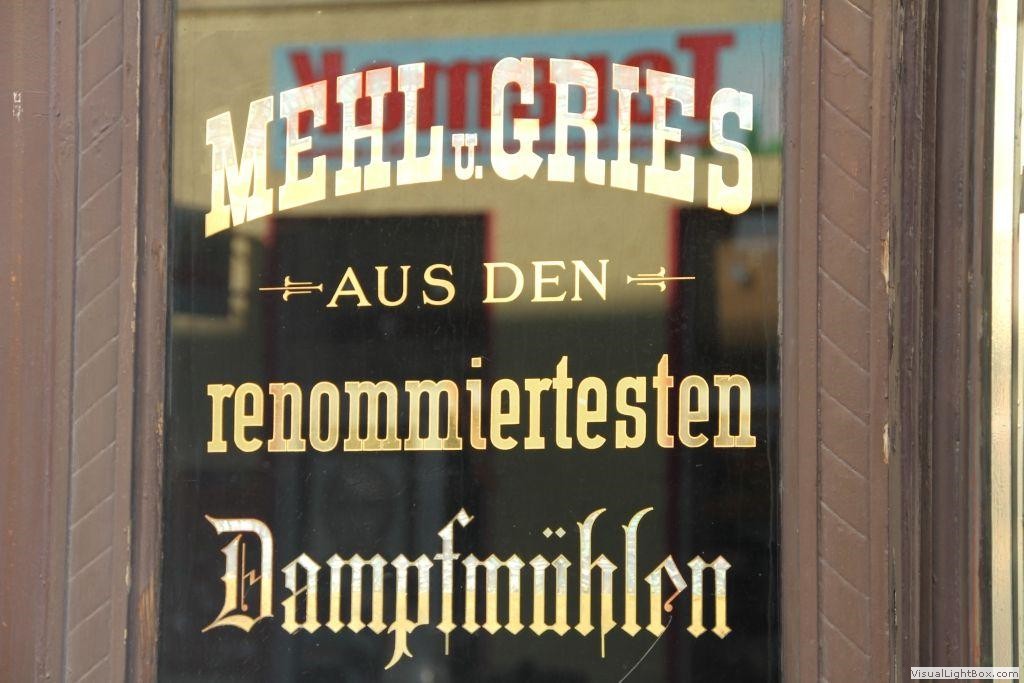 MEHL u. GRIES
AUS DEN
renommiertesten
Dampfmühlen
VisualLightBox.com